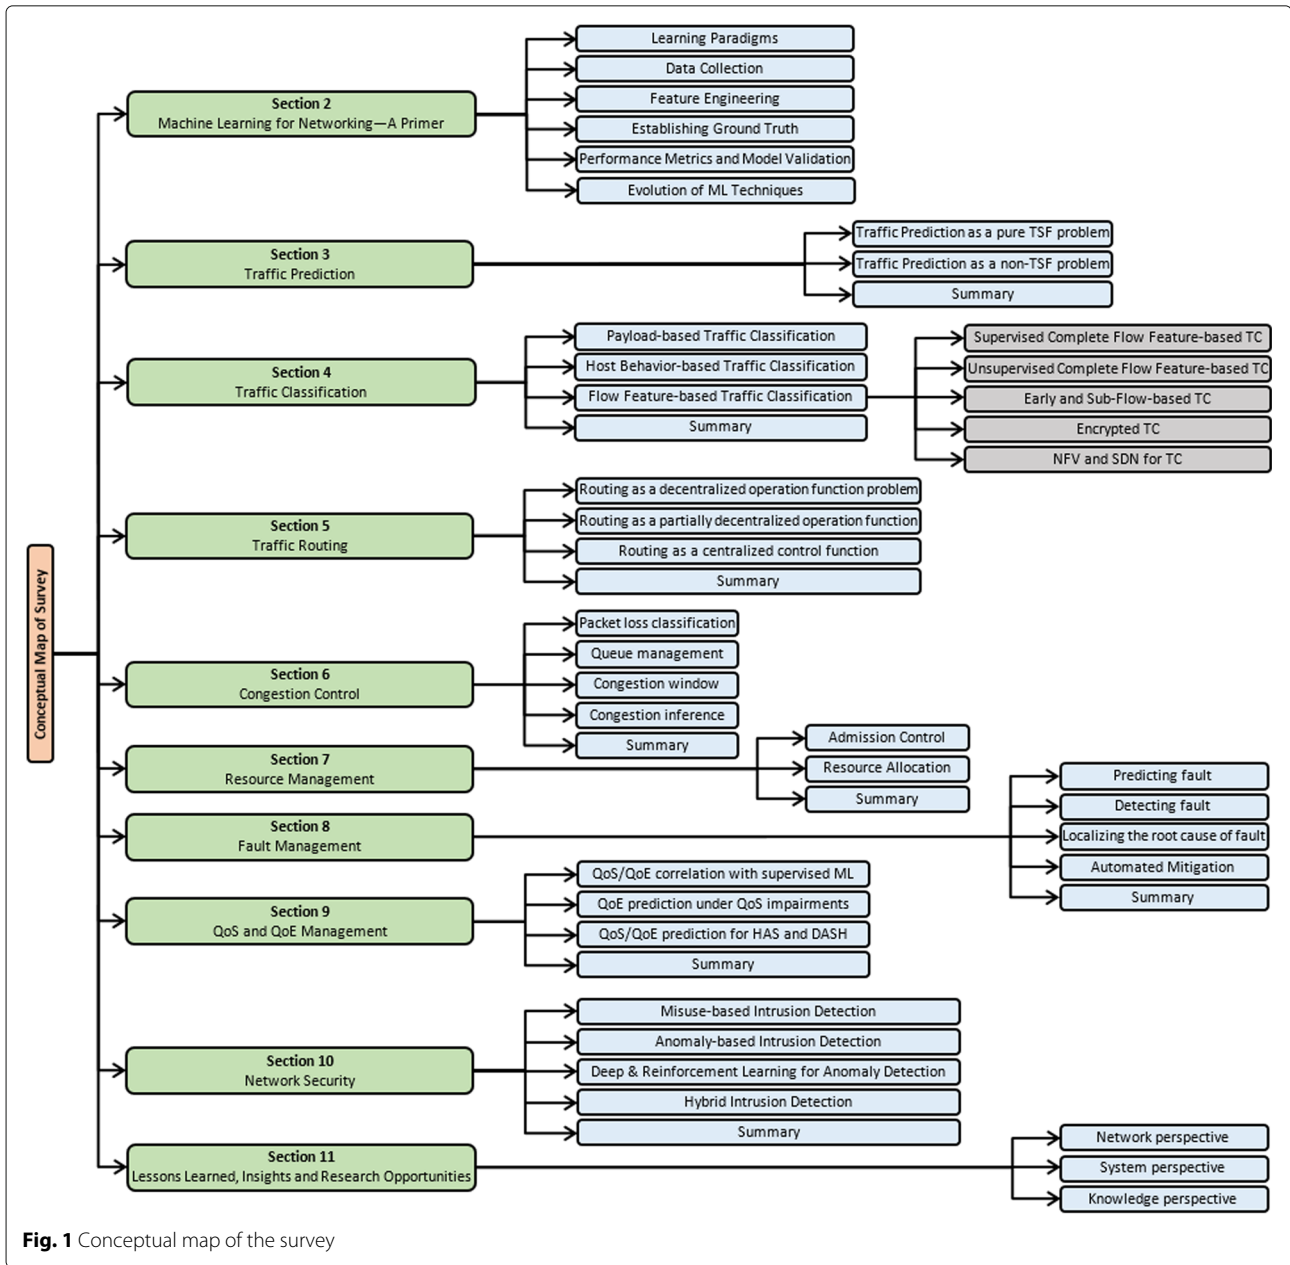 Conceptual Map of Survey
Section 2
Machine Learning for Networking—A Primer
Learning Paradigms
Data Collection
Feature Engineering
Establishing Ground Truth
Performance Metrics and Model Validation
Evolution of ML Techniques
Section 3
Traffic Prediction
Traffic Prediction as a pure TSF problem
Traffic Prediction as a non-TSF problem
Summary
Section 4
Traffic Classification
Payload-based Traffic Classification
Host Behavior-based Traffic Classification
Flow Feature-based Traffic Classification
Summary
Supervised Complete Flow Feature-based TC
Unsupervised Complete Flow Feature-based TC
Early and Sub-Flow-based TC
Encrypted TC
NFV and SDN for TC
Section 5
Traffic Routing
Routing as a decentralized operation function problem
Routing as a partially decentralized operation function
Routing as a centralized control function
Summary
Section 6
Congestion Control
Packet loss classification
Queue management
Congestion window
Congestion inference
Summary
Section 7
Resource Management
Admission Control
Resource Allocation
Summary
Section 8
Fault Management
Predicting fault
Detecting fault
Localizing the root cause of fault
Automated Mitigation
Summary
Section 9
QoS and QoE Management
QoS/QoE correlation with supervised ML
QoE prediction under QoS impairments
QoS/QoE prediction for HAS and DASH
Summary
Section 10
Network Security
Misuse-based Intrusion Detection
Anomaly-based Intrusion Detection
Deep & Reinforcement Learning for Anomaly Detection
Hybrid Intrusion Detection
Summary
Section 11
Lessons Learned, Insights and Research Opportunities
Network perspective
System perspective
Knowledge perspective
Fig. 1 Conceptual map of the survey